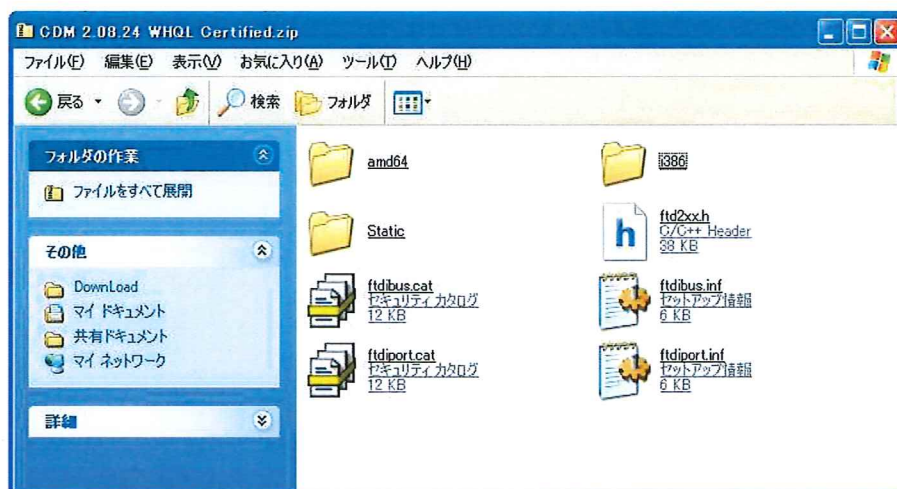 CDM 2.08.24 WHQL Certified.zip
ファイル(F) 編集(E) 表示(V) お気に入り(A) ツール(T) ヘルプ(H)
戻る 検索 フォルダ
フォルダの作業
ファイルをすべて展開
その他
DownLoad
マイ ドキュメント
共有ドキュメント
マイ ネットワーク
詳細
amd64
i386
Static
ftd2xx.h
C/C++ Header
38 KB
ftdibus.cat
セキュリティ カタログ
12 KB
ftdibus.inf
セットアップ情報
6 KB
ftdiport.cat
セキュリティ カタログ
12 KB
ftdiport.inf
セットアップ情報
6 KB